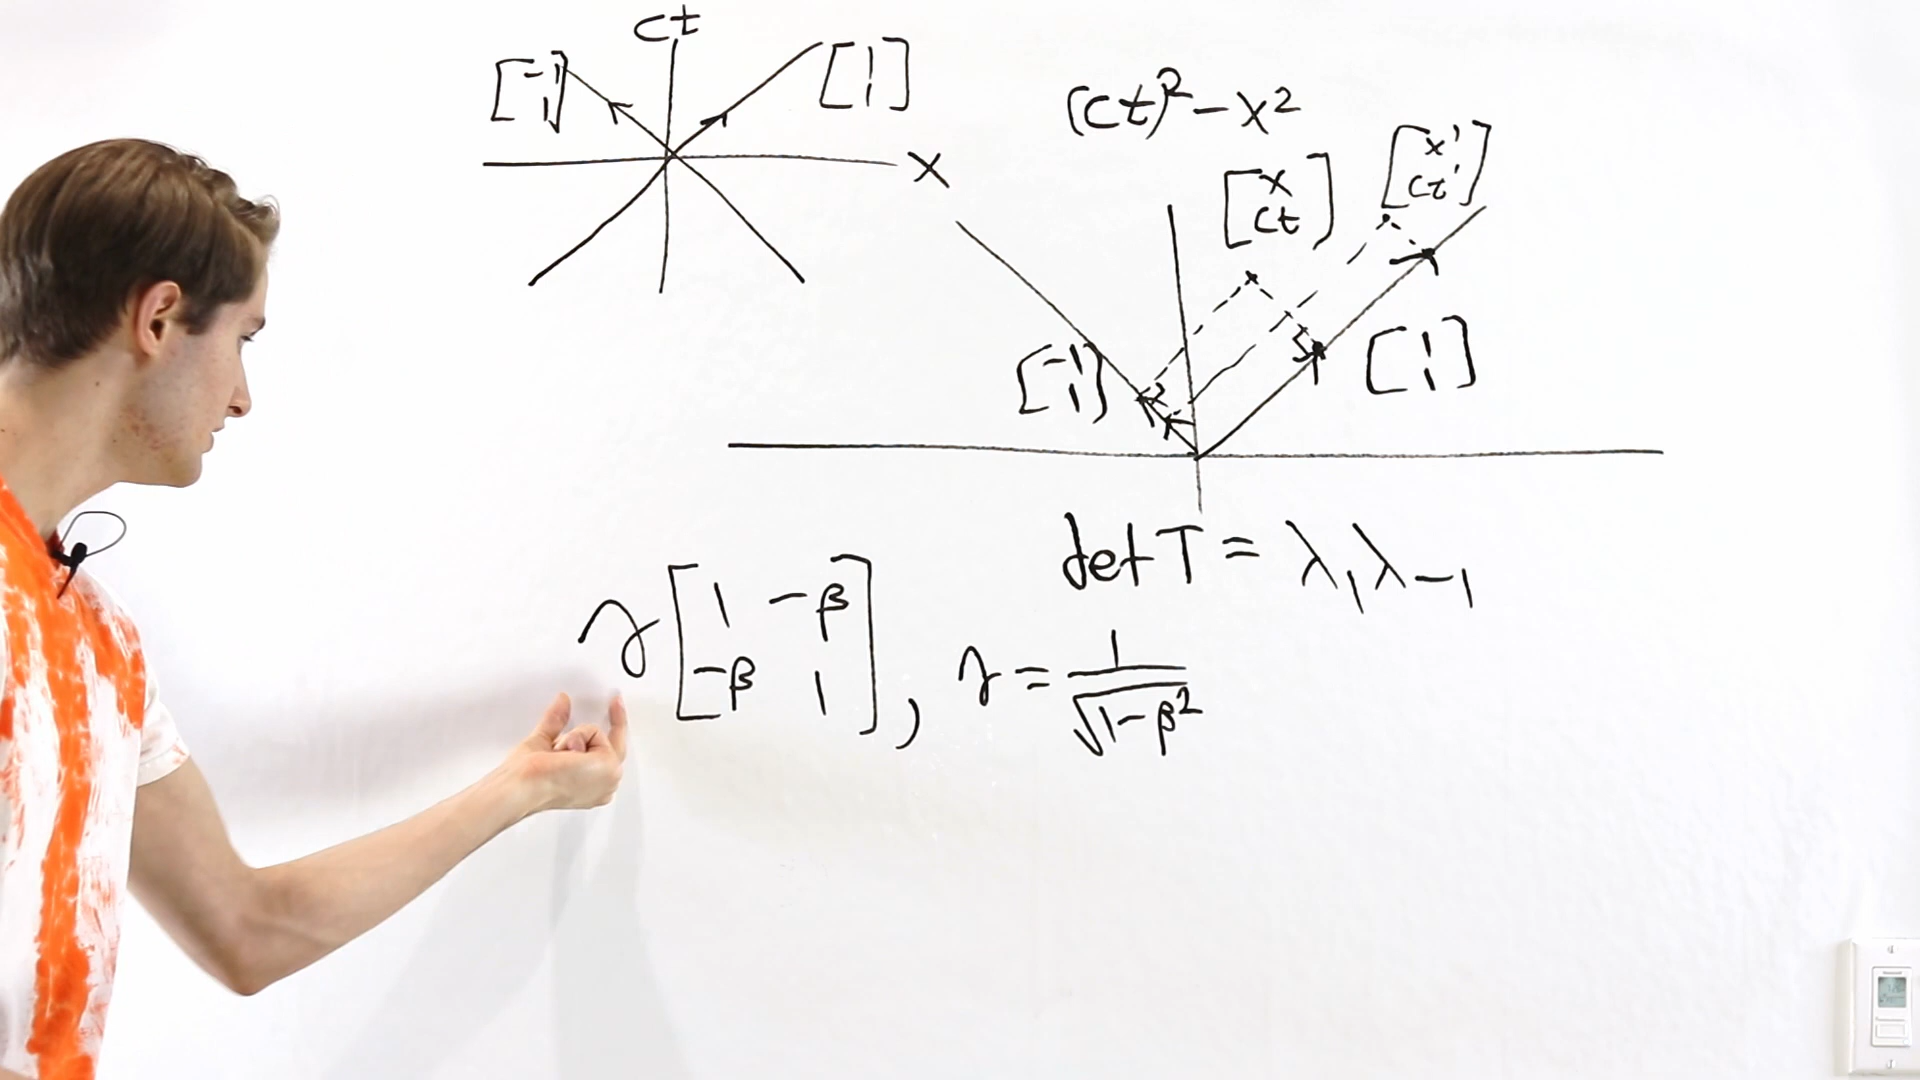 ct
[-1 1]
[1 1]
x
(ct)² - x²
[x ct]
[x' ct']
[-1 1]
[1 1]
det T = λ₁λ₋₁
γ[1 -β
-β 1], γ = 1/√(1-β²)